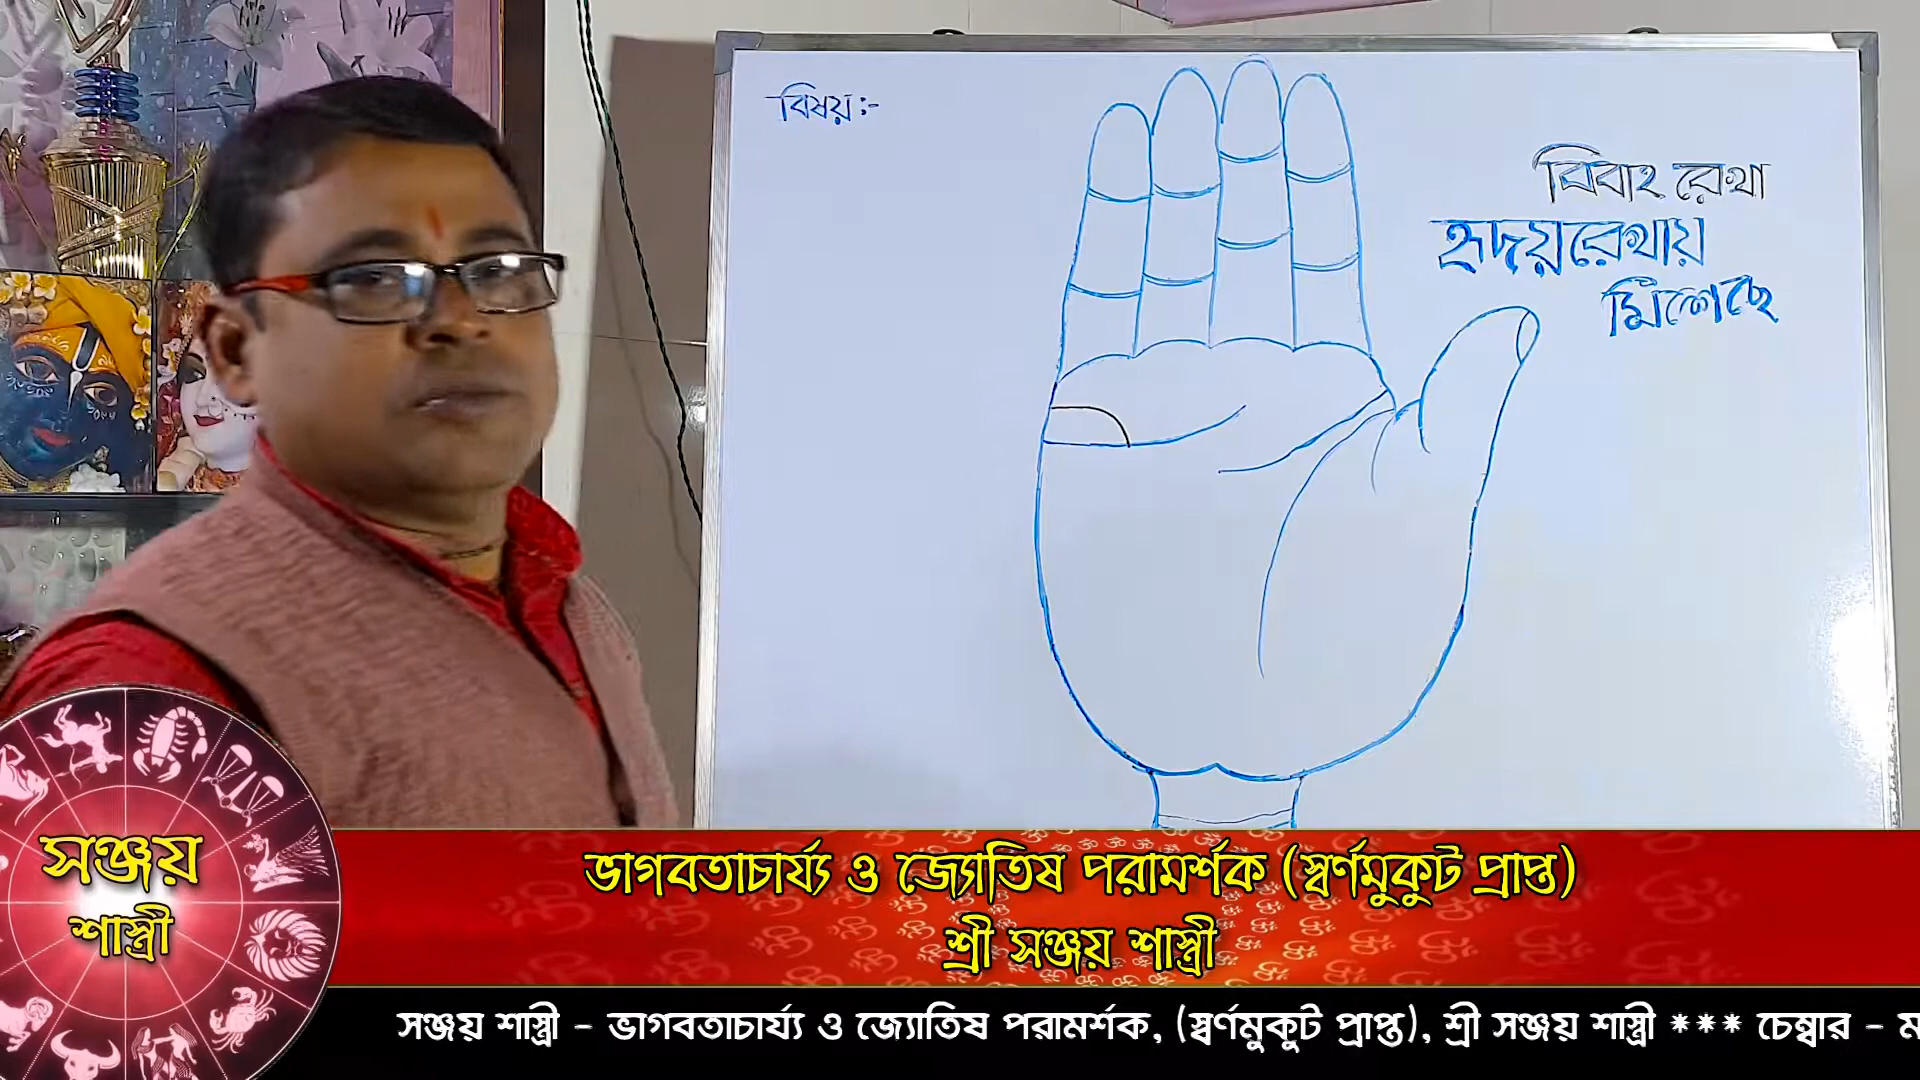 বিষয়ঃ-
বিবাহ রেখা
হৃদয়রেখায়
মিশেছে
সঞ্জয়
শাস্ত্রী
ভাগবতাচার্য্য ও জ্যোতিষ পরামর্শক (স্বর্ণমুকুট প্রাপ্ত)
শ্রী সঞ্জয় শাস্ত্রী
সঞ্জয় শাস্ত্রী - ভাগবতাচার্য্য ও জ্যোতিষ পরামর্শক, (স্বর্ণমুকুট প্রাপ্ত), শ্রী সঞ্জয় শাস্ত্রী *** চেম্বার -